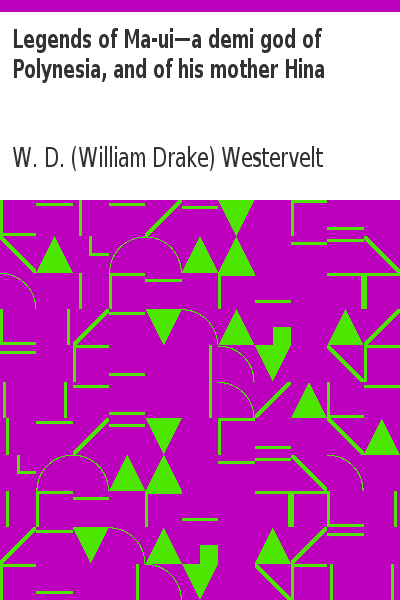 Legends of Ma-ui—a demi god of
Polynesia, and of his mother Hina
W. D. (William Drake) Westervelt